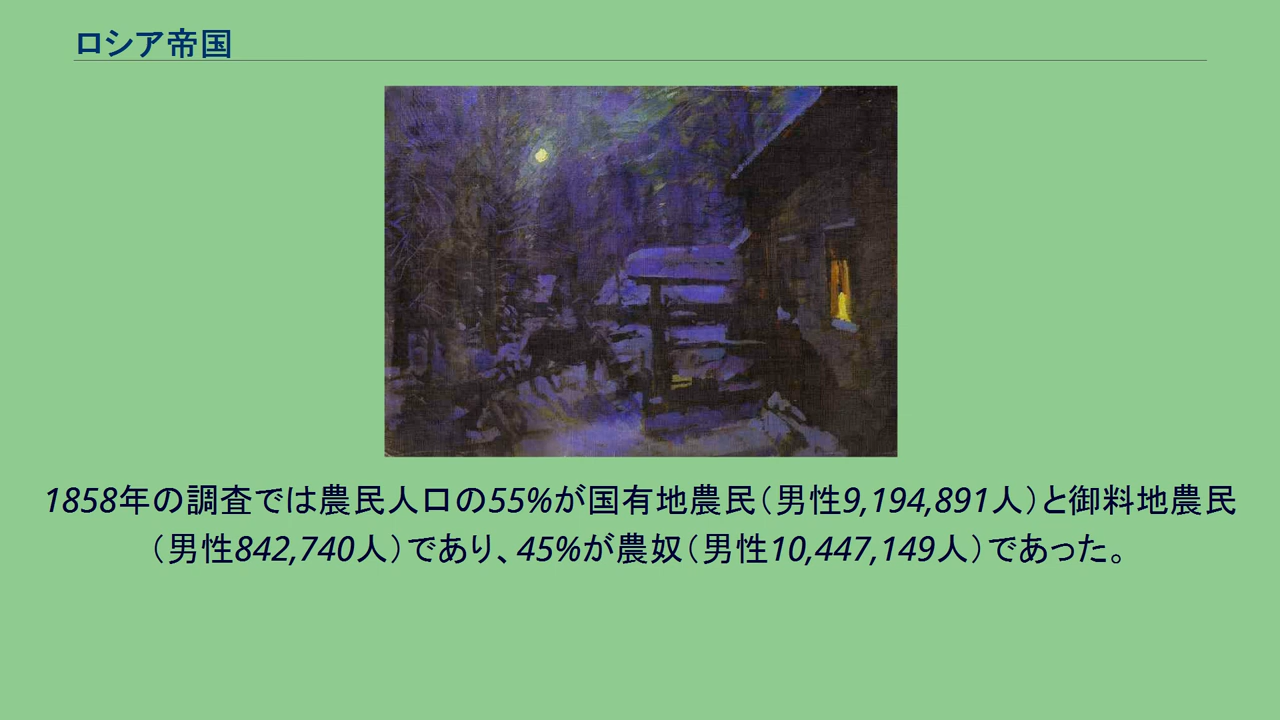 ロシア帝国
1858年の調査では農民人口の55%が国有地農民（男性9,194,891人）と御料地農民
（男性842,740人）であり、45%が農奴（男性10,447,149人）であった。